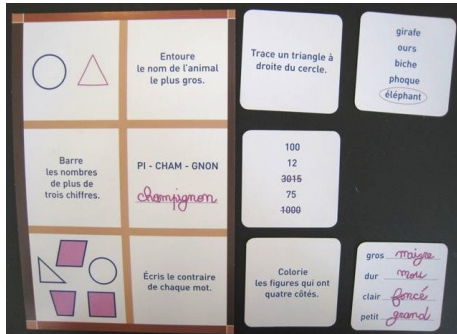 Entoure
le nom de l'animal
le plus gros.
Trace un triangle à
droite du cercle.
girafe
ours
biche
phoque
éléphant
Barre
les nombres
de plus de
trois chiffres.
PI - CHAM - GNON
champignon
100
12
3015
75
1000
Écris le contraire
de chaque mot.
Colorie
les figures qui ont
quatre côtés.
gros maigre
dur mou
clair foncé
petit grand